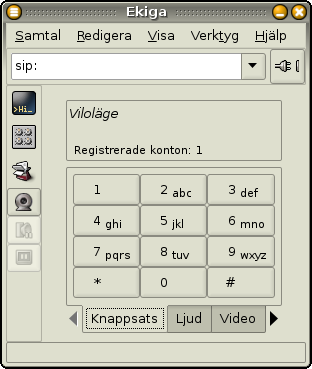 Ekiga
Samtal Redigera Visa Verktyg Hjälp
sip:
>Hi_
Viloläge
Registrerade konton: 1
1 2 abc 3 def
4 ghi 5 jkl 6 mno
7 pqrs 8 tuv 9 wxyz
* 0 #
Knappsats Ljud Video